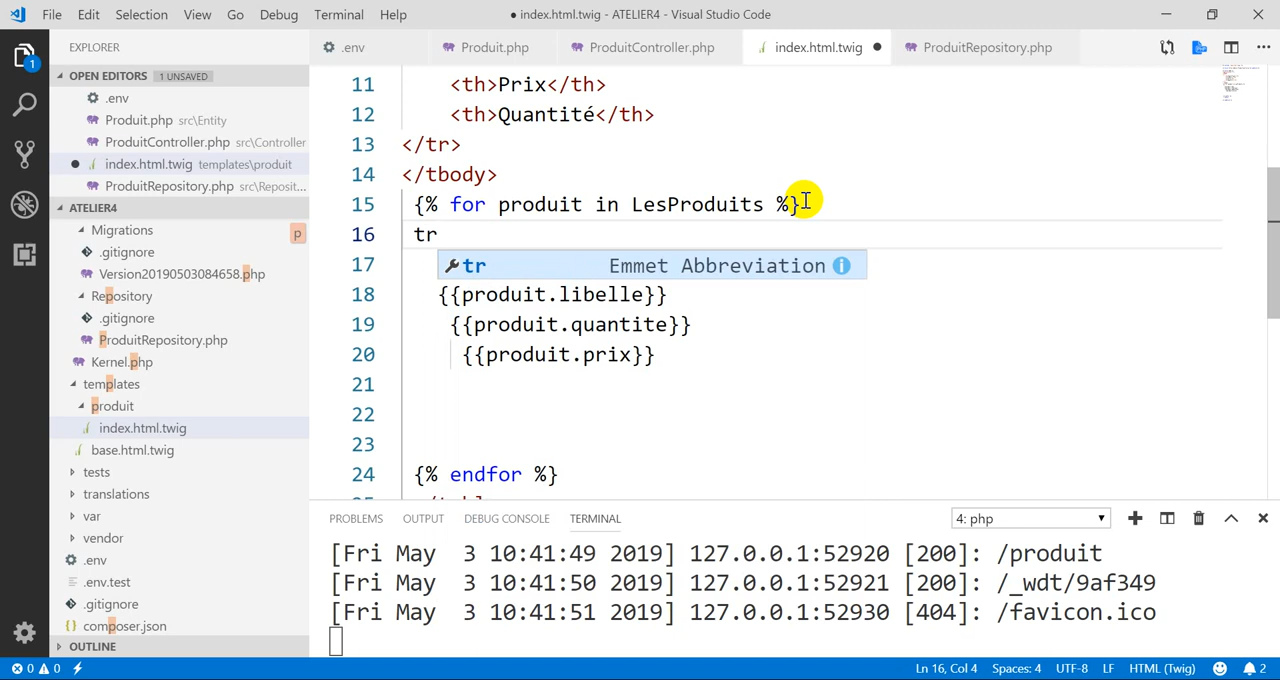 File Edit Selection View Go Debug Terminal Help ● index.html.twig - ATELIER4 - Visual Studio Code
EXPLORER
.env Produit.php ProduitController.php index.html.twig ● ProduitRepository.php
OPEN EDITORS 1 UNSAVED
.env
Produit.php src\Entity
ProduitController.php src\Controller
● index.html.twig templates\produit
ProduitRepository.php src\Reposit...
ATELIER4
Migrations p
.gitignore
Version20190503084658.php
Repository
.gitignore
ProduitRepository.php
Kernel.php
templates
produit
index.html.twig
base.html.twig
tests
translations
var
vendor
.env
.env.test
.gitignore
composer.json
OUTLINE
1
11 <th>Prix</th>
12 <th>Quantité</th>
13 </tr>
14 </tbody>
15 {% for produit in LesProduits %}
16 tr
17 tr Emmet Abbreviation
18 {{produit.libelle}}
19 {{produit.quantite}}
20 {{produit.prix}}
21
22
23
24 {% endfor %}
PROBLEMS OUTPUT DEBUG CONSOLE TERMINAL 4: php
[Fri May  3 10:41:49 2019] 127.0.0.1:52920 [200]: /produit
[Fri May  3 10:41:50 2019] 127.0.0.1:52921 [200]: /_wdt/9af349
[Fri May  3 10:41:51 2019] 127.0.0.1:52930 [404]: /favicon.ico
0 0 Ln 16, Col 4 Spaces: 4 UTF-8 LF HTML (Twig) 2